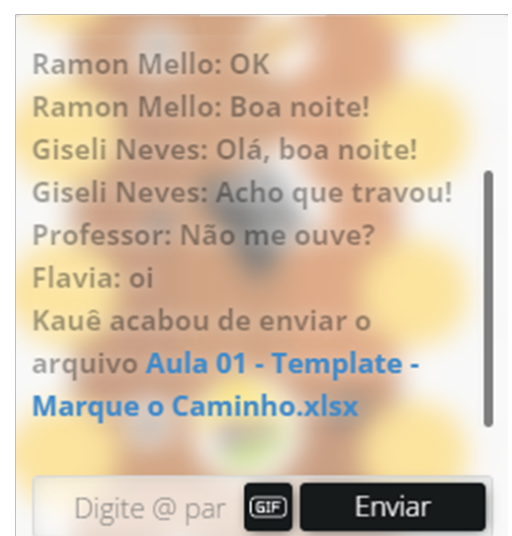 Ramon Mello: OK
Ramon Mello: Boa noite!
Giseli Neves: Olá, boa noite!
Giseli Neves: Acho que travou!
Professor: Não me ouve?
Flavia: oi
Kauê acabou de enviar o
arquivo Aula 01 - Template -
Marque o Caminho.xlsx
Digite @ par GIF Enviar